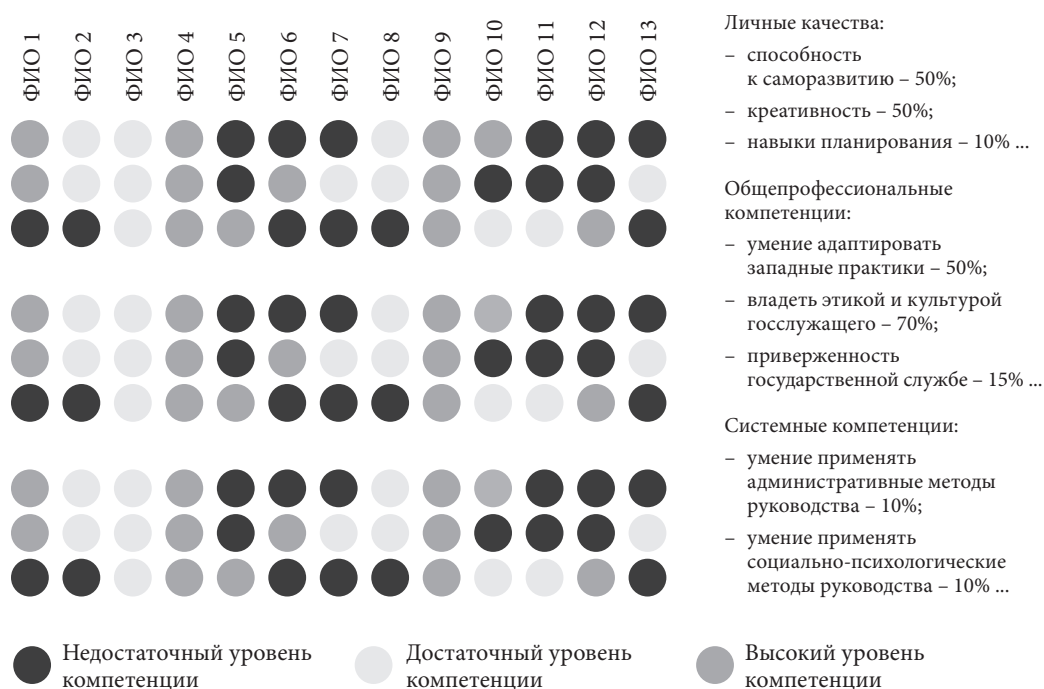 ФИО 1
ФИО 2
ФИО 3
ФИО 4
ФИО 5
ФИО 6
ФИО 7
ФИО 8
ФИО 9
ФИО 10
ФИО 11
ФИО 12
ФИО 13
Личные качества:
– способность
к саморазвитию – 50%;
– креативность – 50%;
– навыки планирования – 10% ...
Общепрофессиональные
компетенции:
– умение адаптировать
западные практики – 50%;
– владеть этикой и культурой
госслужащего – 70%;
– приверженность
государственной службе – 15% ...
Системные компетенции:
– умение применять
административные методы
руководства – 10%;
– умение применять
социально-психологические
методы руководства – 10% ...
Недостаточный уровень
компетенции
Достаточный уровень
компетенции
Высокий уровень
компетенции